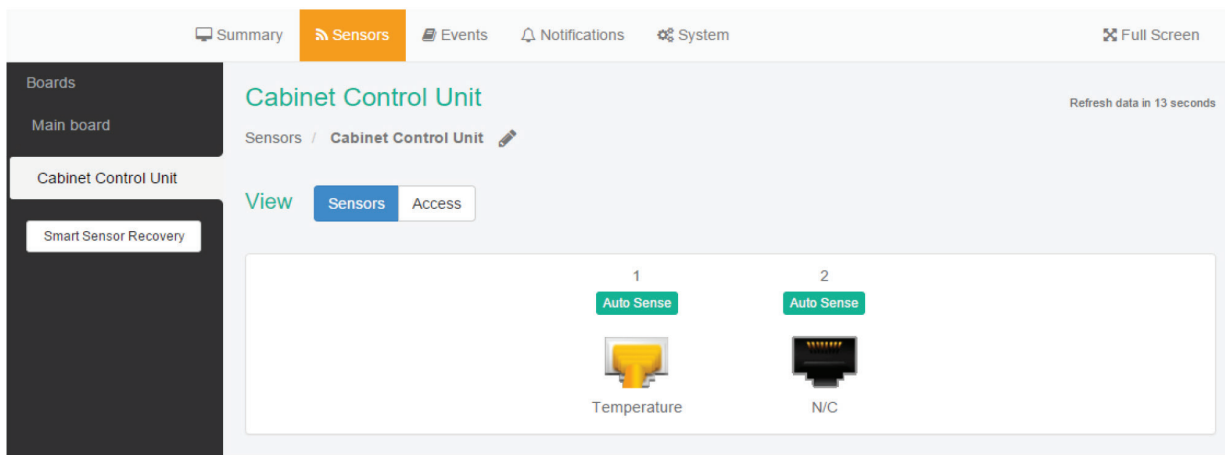 Summary Sensors Events Notifications System Full Screen
Boards
Main board
Cabinet Control Unit
Smart Sensor Recovery
Cabinet Control Unit
Refresh data in 13 seconds
Sensors / Cabinet Control Unit
View Sensors Access
1 2
Auto Sense Auto Sense
Temperature N/C